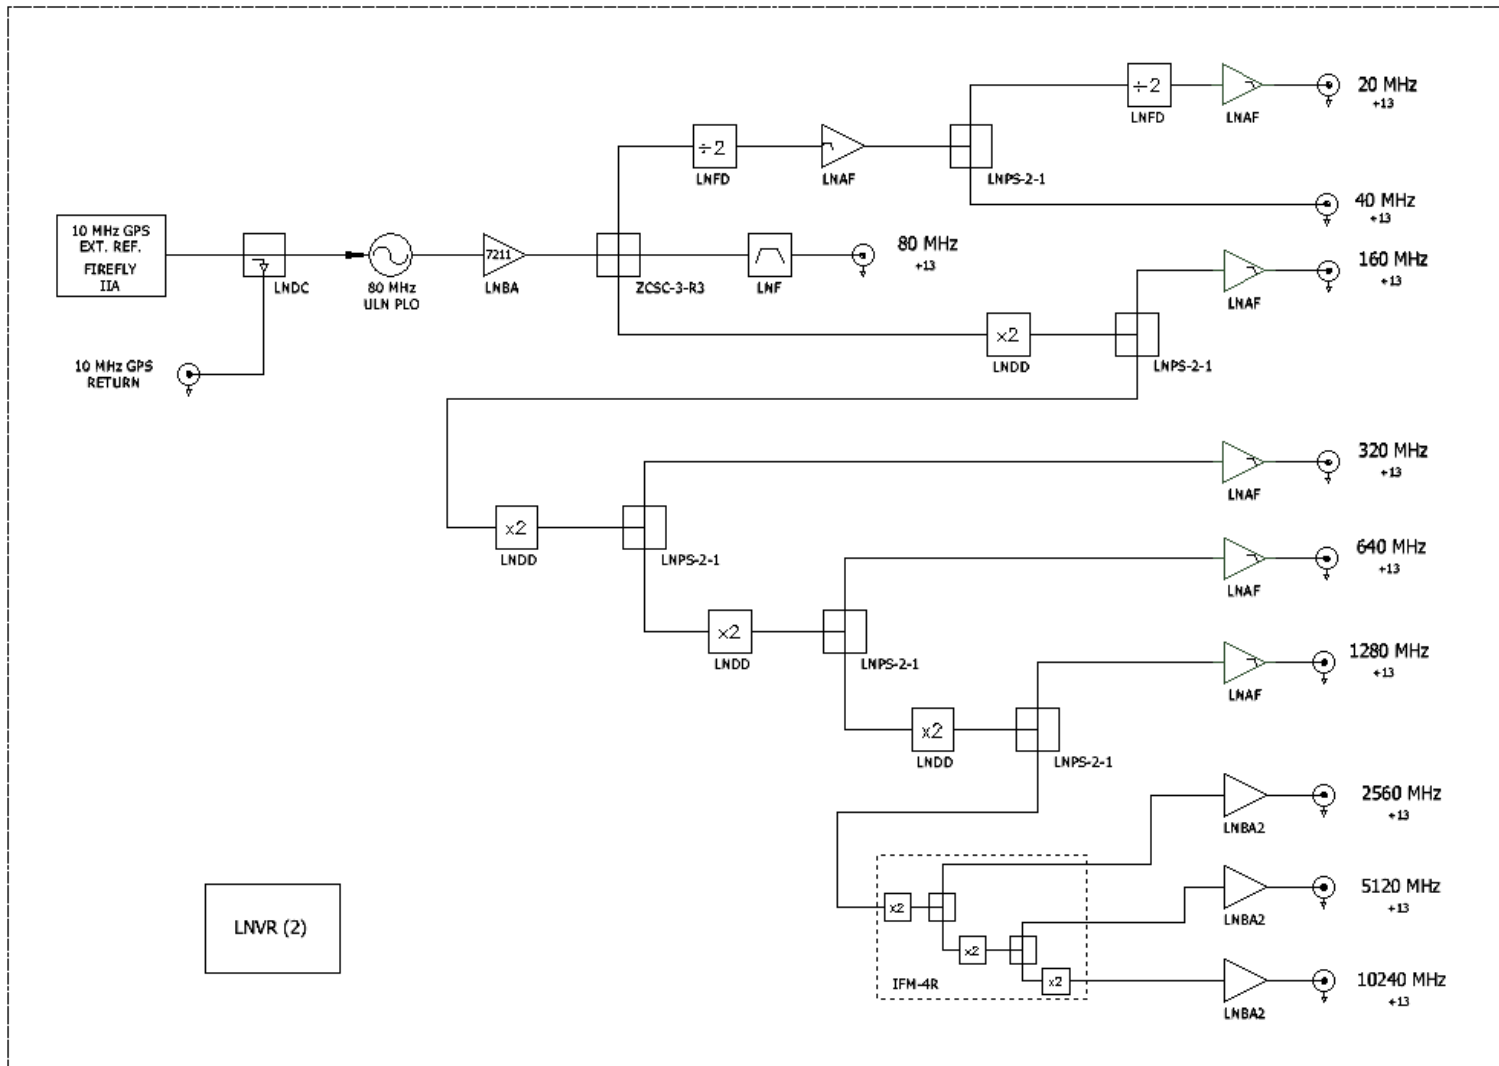 ÷2
LNFD
LNAF
20 MHz
+13
÷2
LNFD
LNAF
LNPS-2-1
40 MHz
+13
10 MHz GPS
EXT. REF.
FIREFLY
IIA
LNDC
80 MHz
ULN PLO
7211
LNBA
ZCSC-3-R3
LNF
80 MHz
+13
160 MHz
+13
LNAF
x2
LNDD
LNPS-2-1
10 MHz GPS
RETURN
320 MHz
+13
LNAF
x2
LNDD
LNPS-2-1
640 MHz
+13
LNAF
x2
LNDD
LNPS-2-1
1280 MHz
+13
LNAF
x2
LNDD
LNPS-2-1
2560 MHz
+13
LNBA2
x2
5120 MHz
+13
LNBA2
x2
x2
IFM-4R
10240 MHz
+13
LNBA2
LNVR (2)